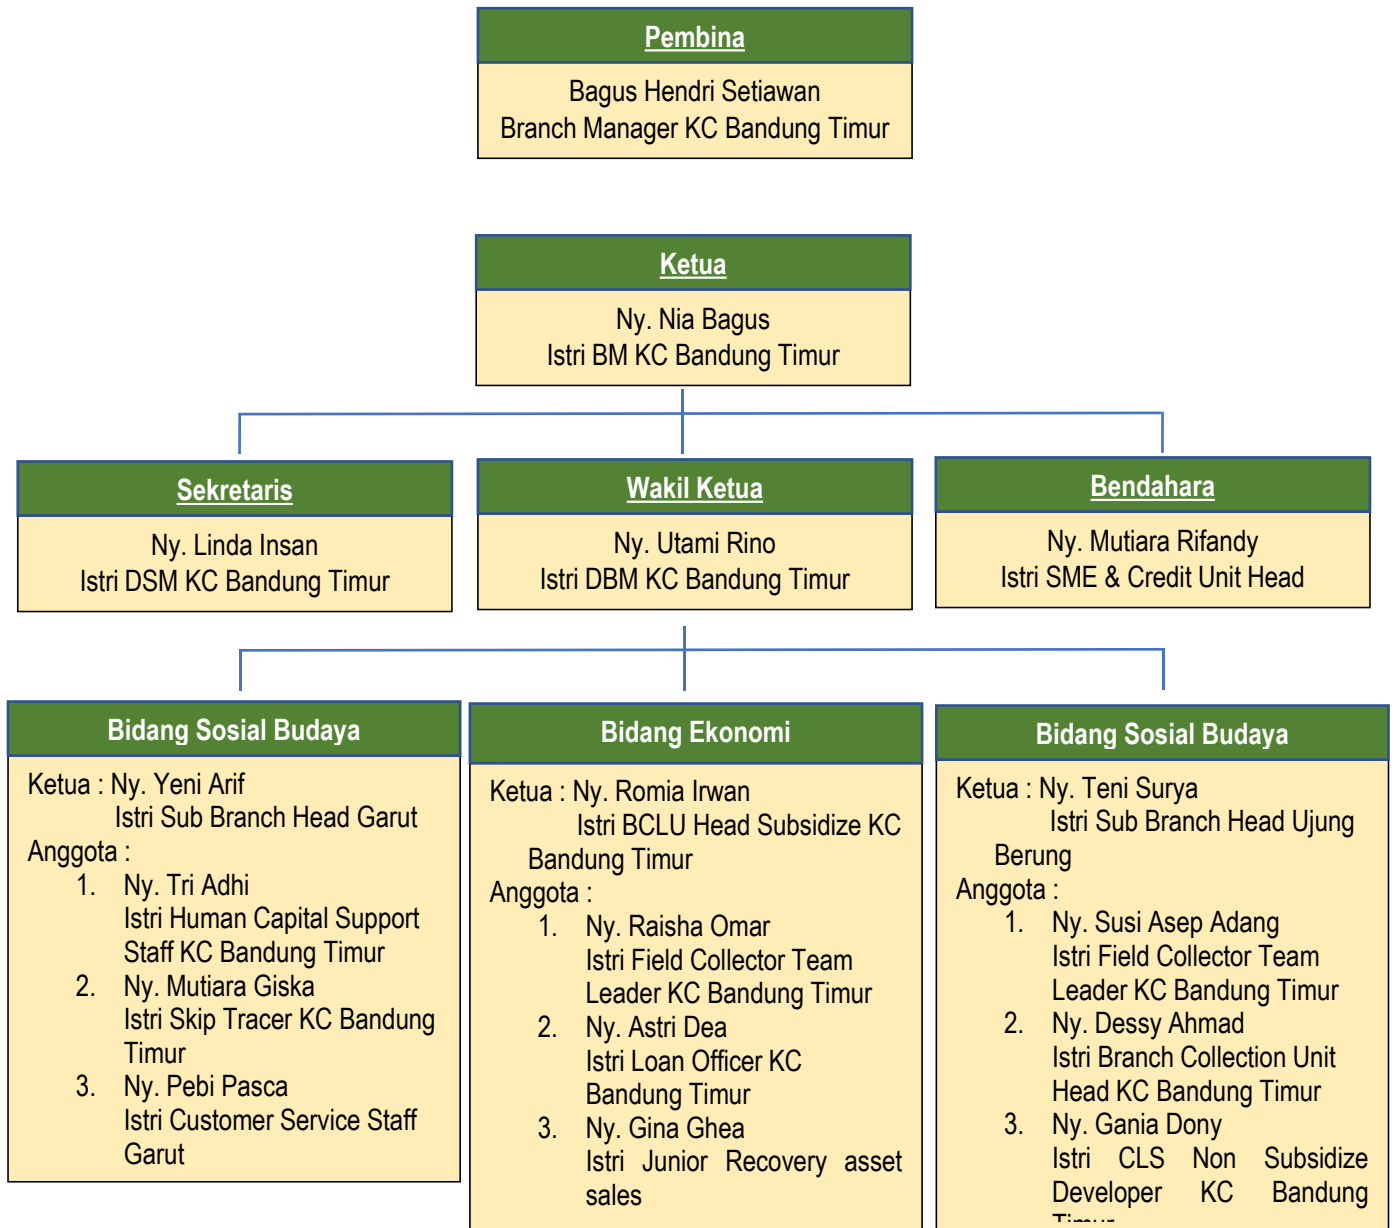 Pembina
Bagus Hendri Setiawan
Branch Manager KC Bandung Timur
Ketua
Ny. Nia Bagus
Istri BM KC Bandung Timur
Sekretaris
Ny. Linda Insan
Istri DSM KC Bandung Timur
Wakil Ketua
Ny. Utami Rino
Istri DBM KC Bandung Timur
Bendahara
Ny. Mutiara Rifandy
Istri SME & Credit Unit Head
Bidang Sosial Budaya
Ketua : Ny. Yeni Arif
Istri Sub Branch Head Garut
Anggota :
1. Ny. Tri Adhi
Istri Human Capital Support
Staff KC Bandung Timur
2. Ny. Mutiara Giska
Istri Skip Tracer KC Bandung
Timur
3. Ny. Pebi Pasca
Istri Customer Service Staff
Garut
Bidang Ekonomi
Ketua : Ny. Romia Irwan
Istri BCLU Head Subsidize KC
Bandung Timur
Anggota :
1. Ny. Raisha Omar
Istri Field Collector Team
Leader KC Bandung Timur
2. Ny. Astri Dea
Istri Loan Officer KC
Bandung Timur
3. Ny. Gina Ghea
Istri Junior Recovery asset
sales
Bidang Sosial Budaya
Ketua : Ny. Teni Surya
Istri Sub Branch Head Ujung
Berung
Anggota :
1. Ny. Susi Asep Adang
Istri Field Collector Team
Leader KC Bandung Timur
2. Ny. Dessy Ahmad
Istri Branch Collection Unit
Head KC Bandung Timur
3. Ny. Gania Dony
Istri CLS Non Subsidize
Developer KC Bandung
Timur